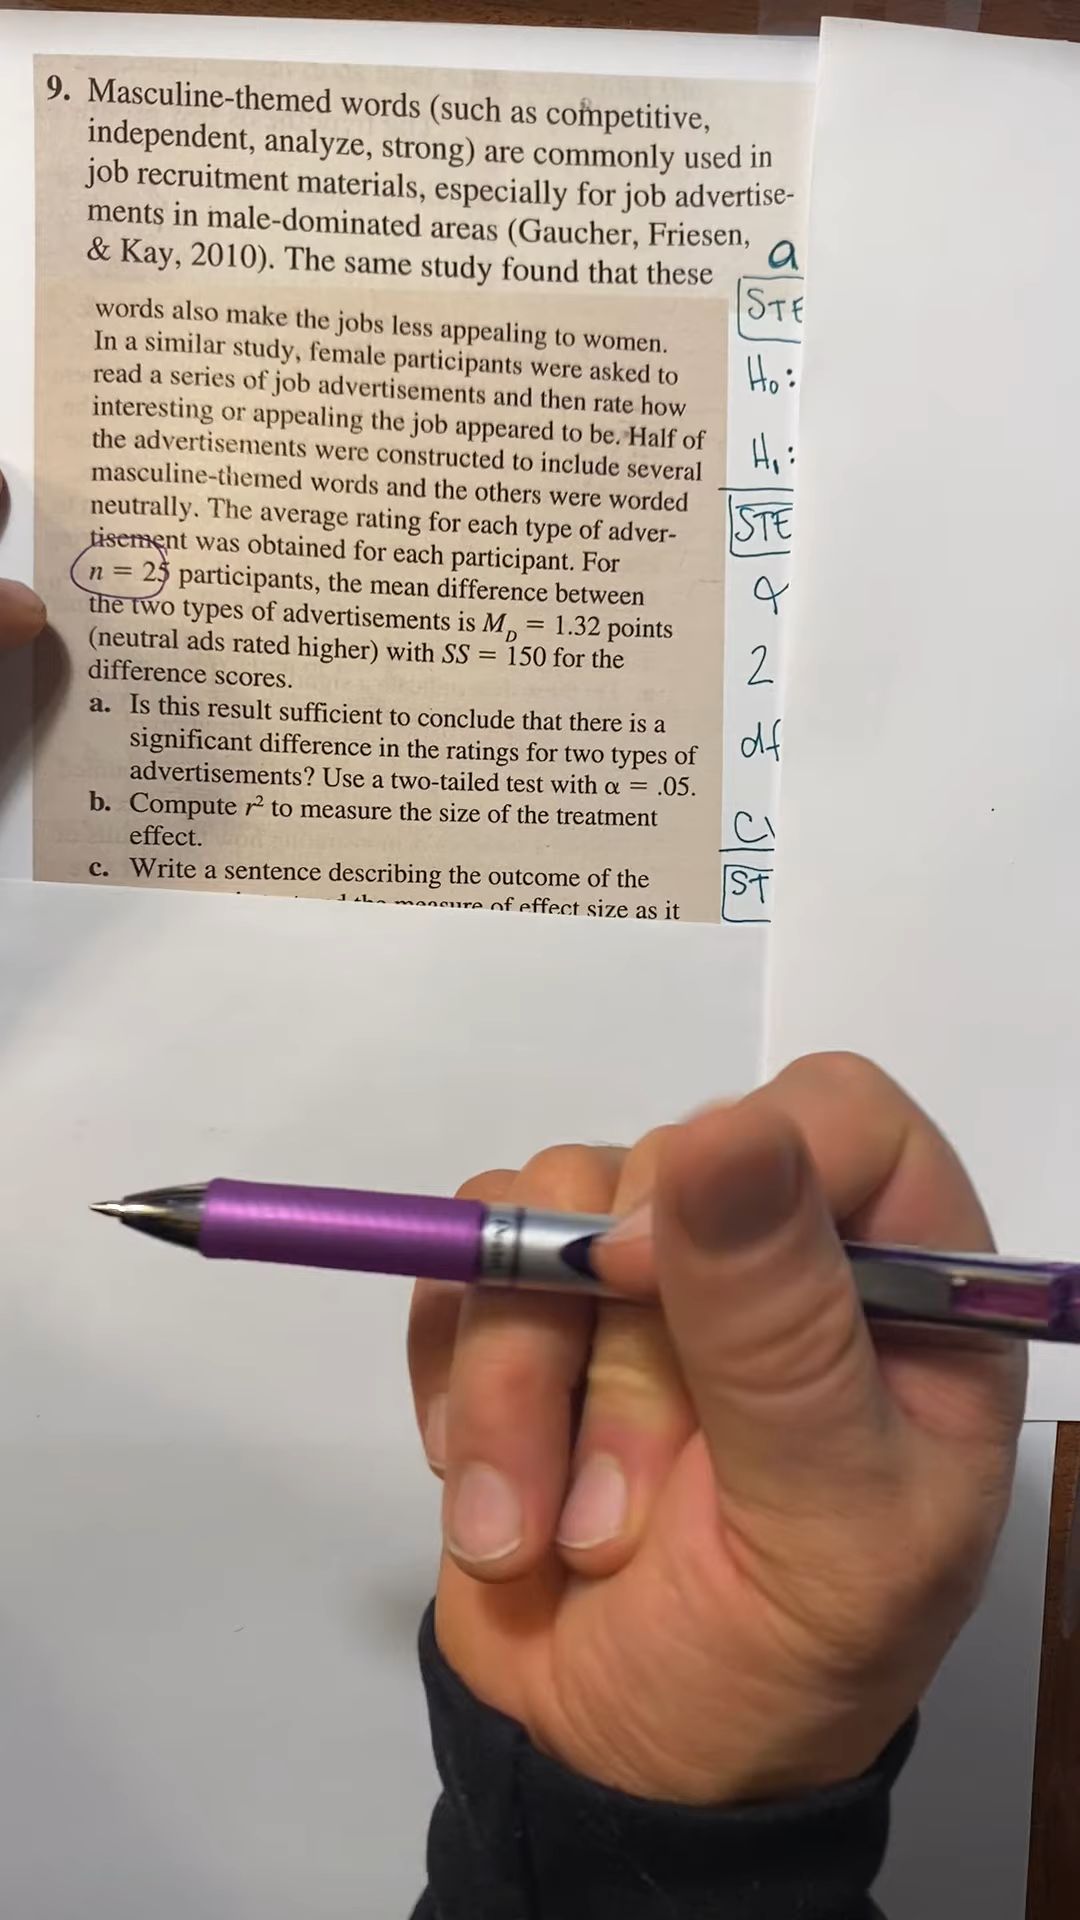 9. Masculine-themed words (such as competitive,
independent, analyze, strong) are commonly used in
job recruitment materials, especially for job advertise-
ments in male-dominated areas (Gaucher, Friesen,
& Kay, 2010). The same study found that these
words also make the jobs less appealing to women.
In a similar study, female participants were asked to
read a series of job advertisements and then rate how
interesting or appealing the job appeared to be. Half of
the advertisements were constructed to include several
masculine-themed words and the others were worded
neutrally. The average rating for each type of adver-
tisement was obtained for each participant. For
n = 25 participants, the mean difference between
the two types of advertisements is M_D = 1.32 points
(neutral ads rated higher) with SS = 150 for the
difference scores.
a. Is this result sufficient to conclude that there is a
significant difference in the ratings for two types of
advertisements? Use a two-tailed test with α = .05.
b. Compute r² to measure the size of the treatment
effect.
c. Write a sentence describing the outcome of the
measure of effect size as it
a
STE
H₀:
H₁:
STE
α
2
df
ST